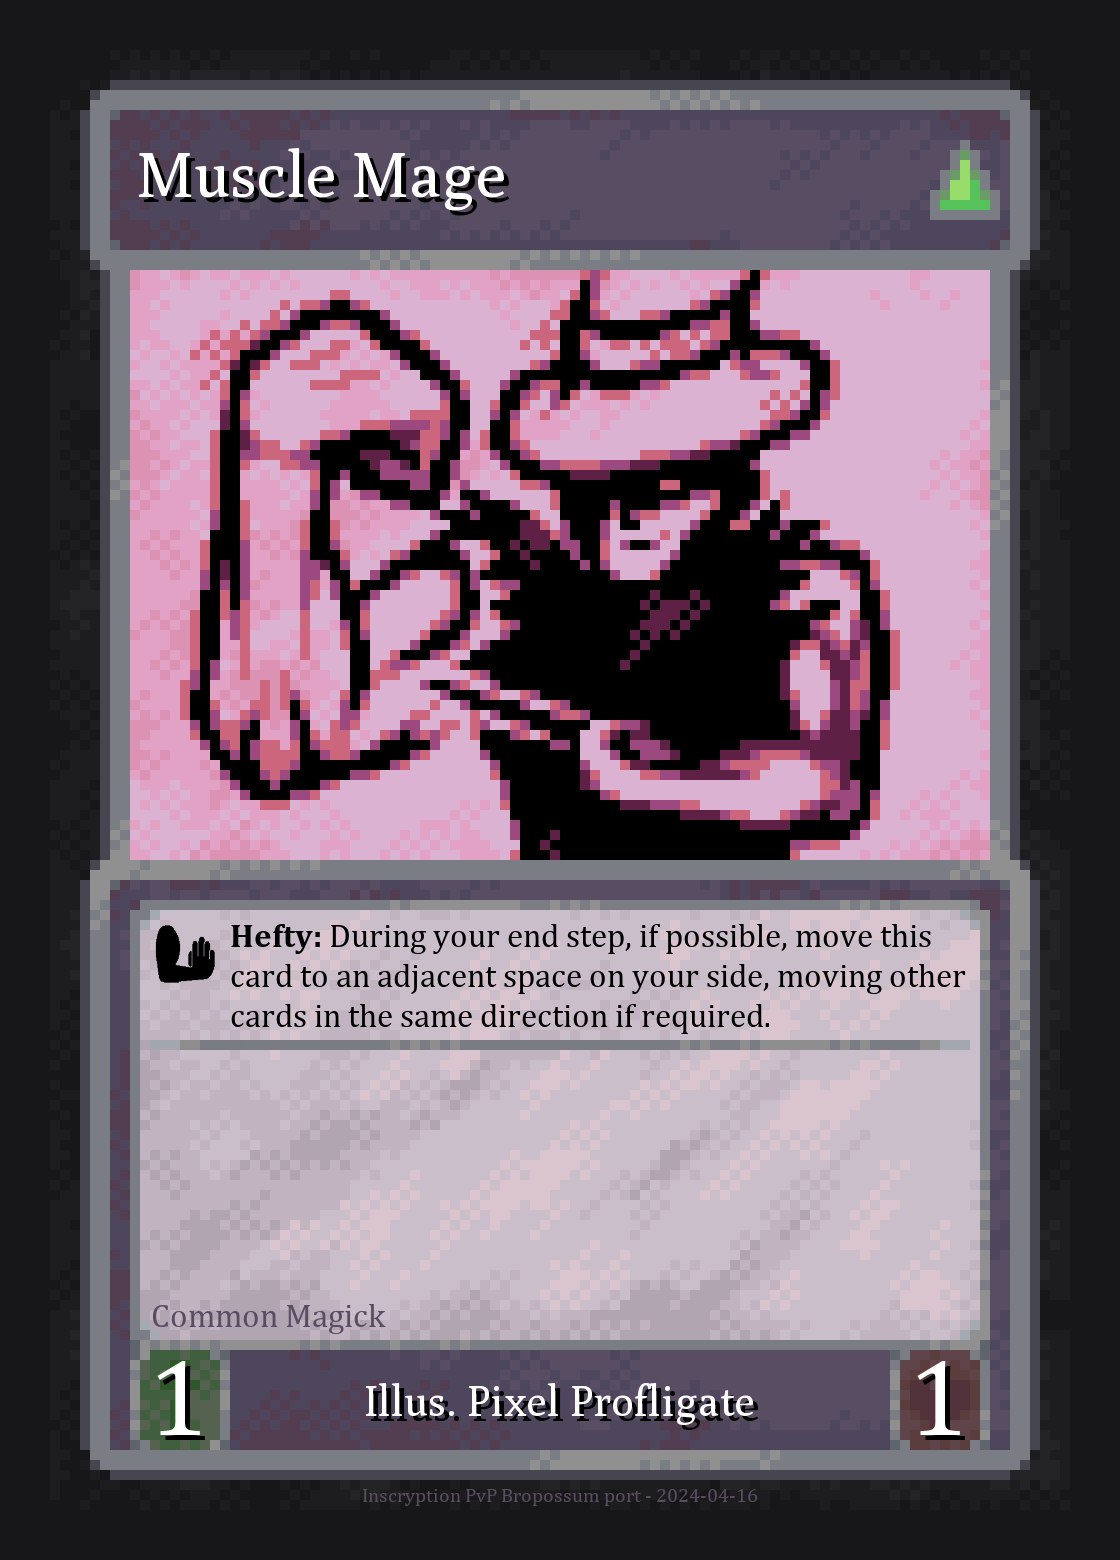 Muscle Mage
Hefty: During your end step, if possible, move this
card to an adjacent space on your side, moving other
cards in the same direction if required.
Common Magick
1
Illus. Pixel Profligate
1
Inscryption PvP Bropossum port - 2024-04-16